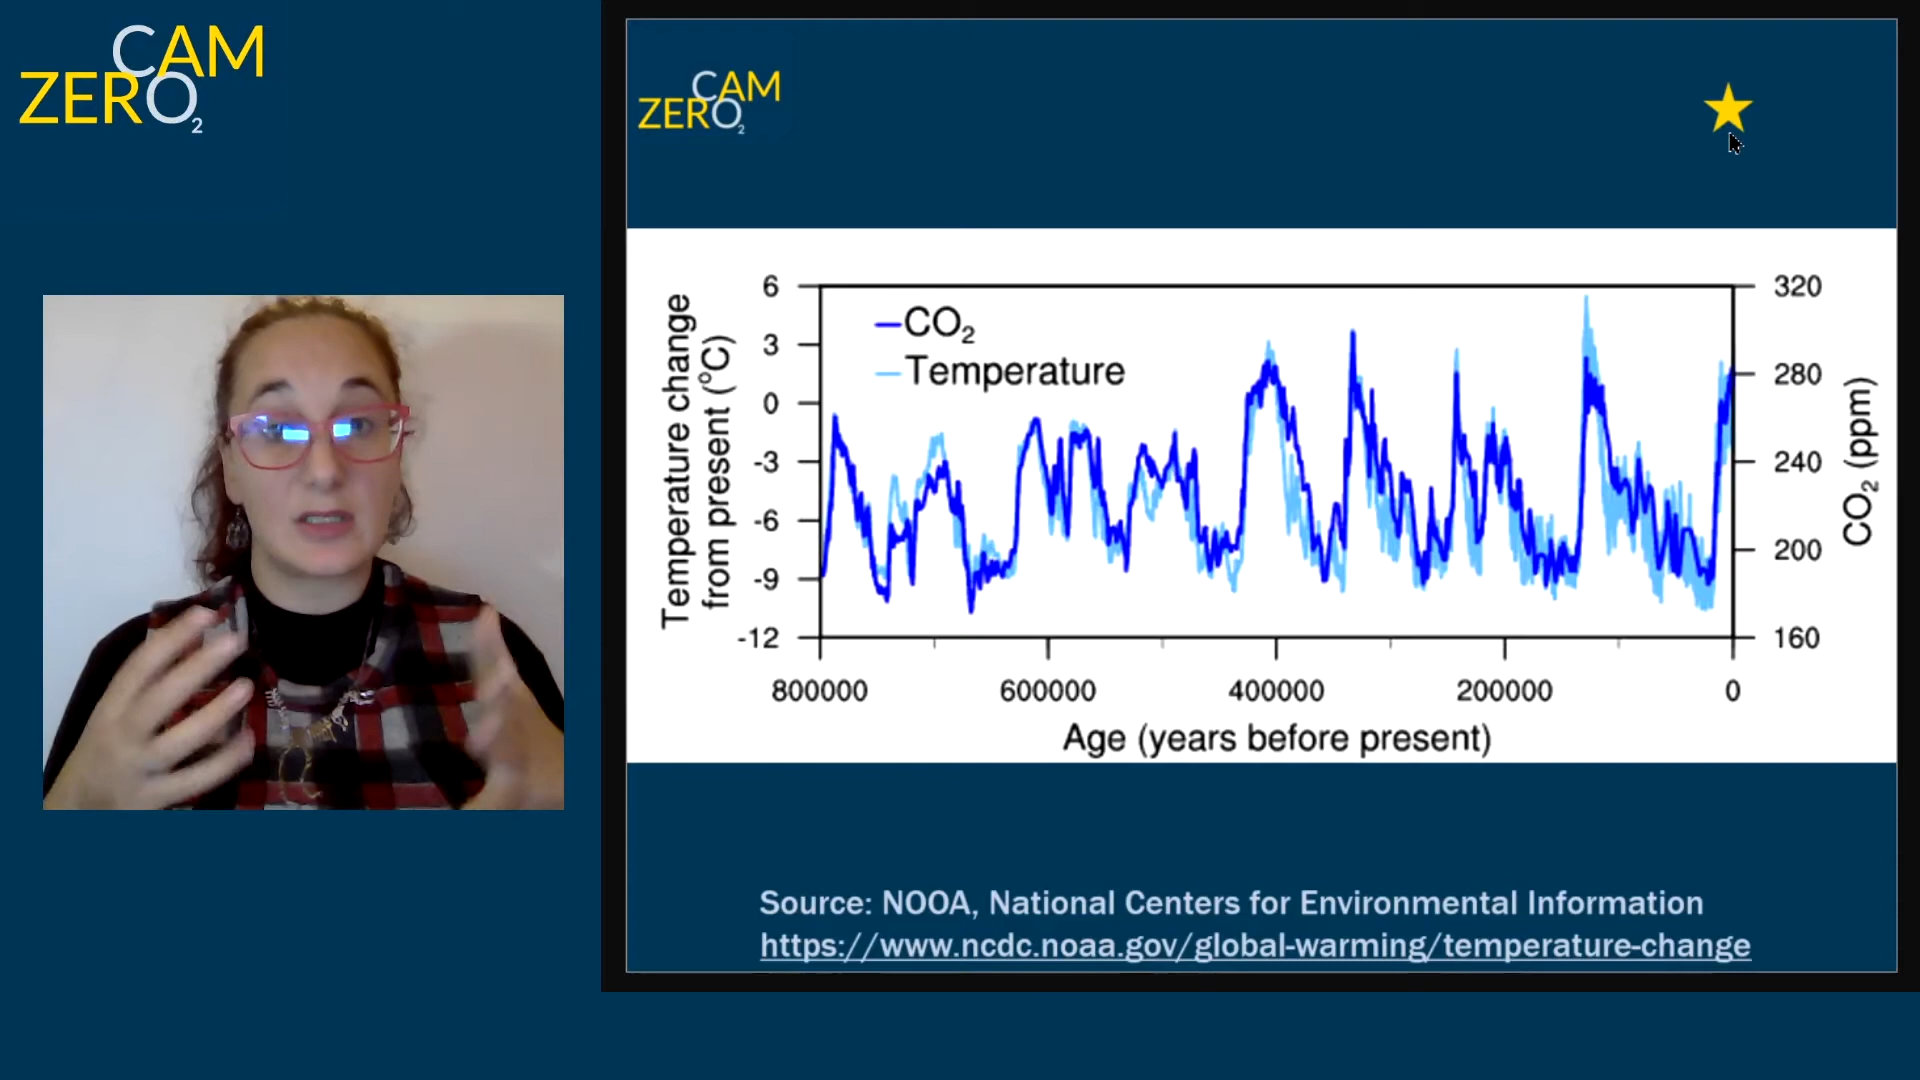 CAM
ZERO₂
CAM
ZERO₂
6
3
0
-3
-6
-9
-12
Temperature change
from present (°C)
CO₂
Temperature
320
280
240
200
160
CO₂ (ppm)
800000 600000 400000 200000 0
Age (years before present)
Source: NOOA, National Centers for Environmental Information
https://www.ncdc.noaa.gov/global-warming/temperature-change